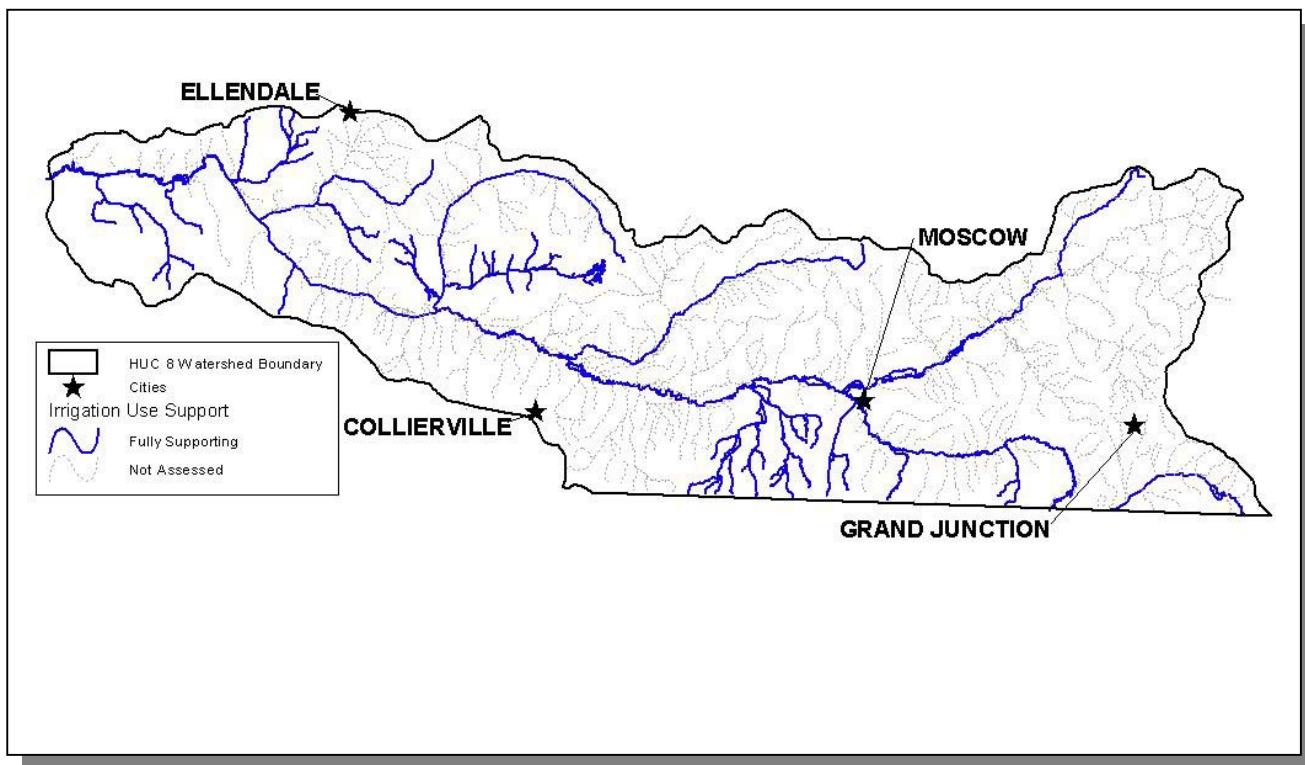 ELLENDALE
MOSCOW
HUC 8 Watershed Boundary
Cities
Irrigation Use Support
Fully Supporting
Not Assessed
COLLIERVILLE
GRAND JUNCTION